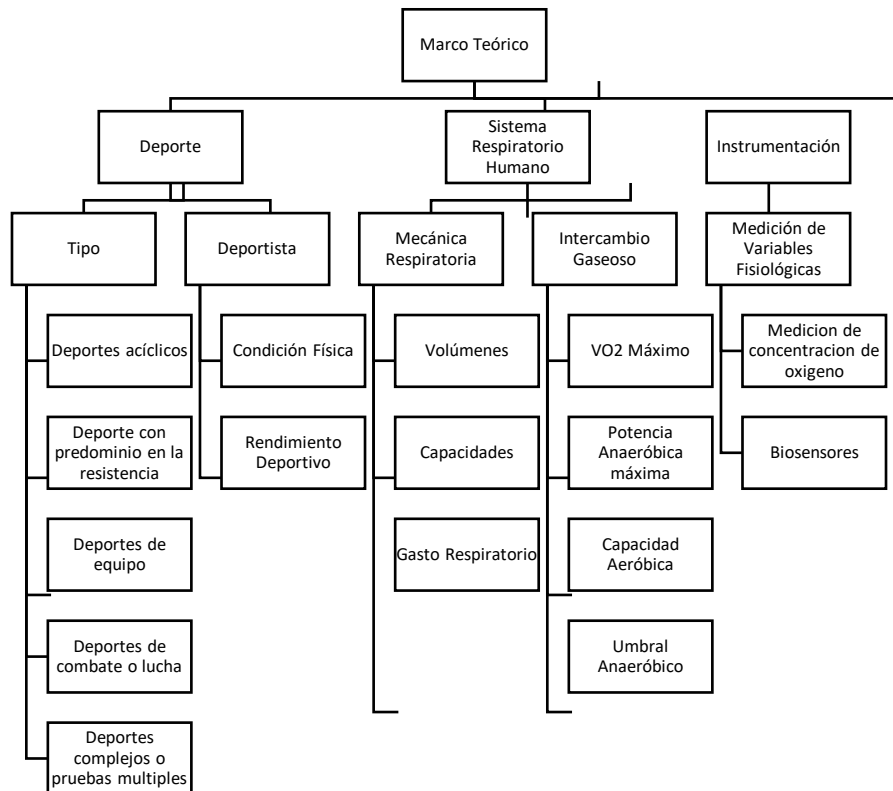 Marco Teórico
Deporte
Sistema
Respiratorio
Humano
Instrumentación
Tipo
Deportista
Mecánica
Respiratoria
Intercambio
Gaseoso
Medición de
Variables
Fisiológicas
Deportes acíclicos
Condición Física
Volúmenes
VO2 Máximo
Medicion de
concentracion de
oxigeno
Deporte con
predominio en la
resistencia
Rendimiento
Deportivo
Capacidades
Potencia
Anaeróbica
máxima
Biosensores
Deportes de
equipo
Gasto Respiratorio
Capacidad
Aeróbica
Deportes de
combate o lucha
Umbral
Anaeróbico
Deportes
complejos o
pruebas multiples